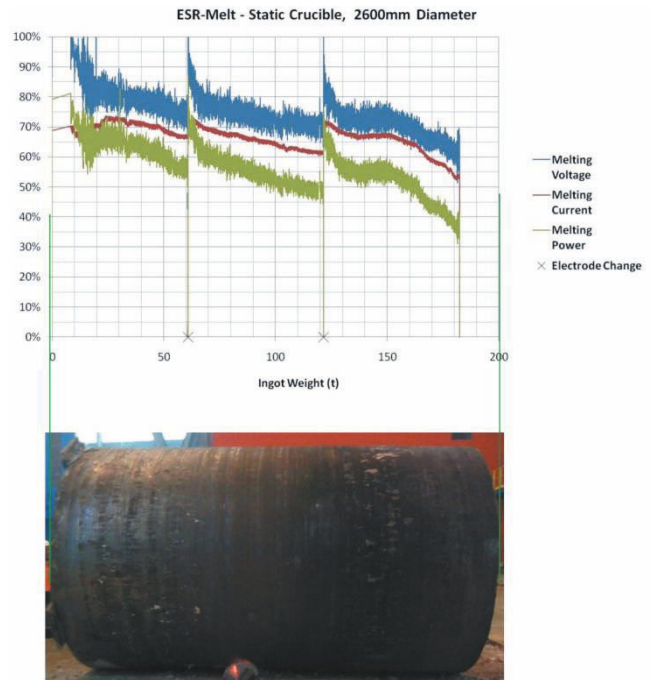 ESR-Melt - Static Crucible, 2600mm Diameter
100%
90%
80%
70%
60%
50%
40%
30%
20%
10%
0%
0
50
100
150
200
Ingot Weight (t)
Melting
Voltage
Melting
Current
Melting
Power
Electrode Change